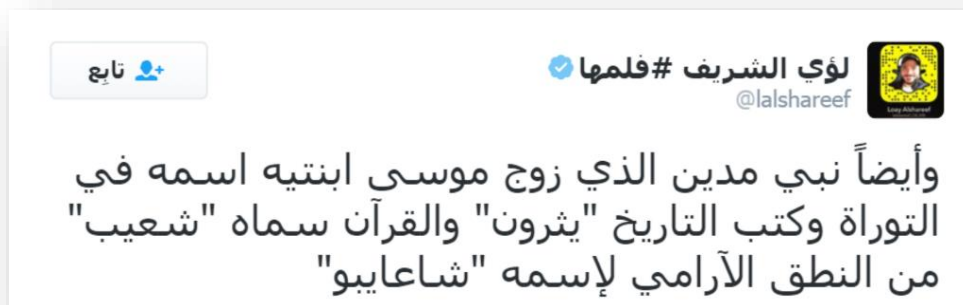 لؤي الشريف #فلمها
@lalshareef
تابِع
وأيضاً نبي مدين الذي زوج موسى ابنتيه اسمه في
التوراة وكتب التاريخ "يثرون" والقرآن سماه "شعيب"
من النطق الآرامي لإسمه "شاعايبو"